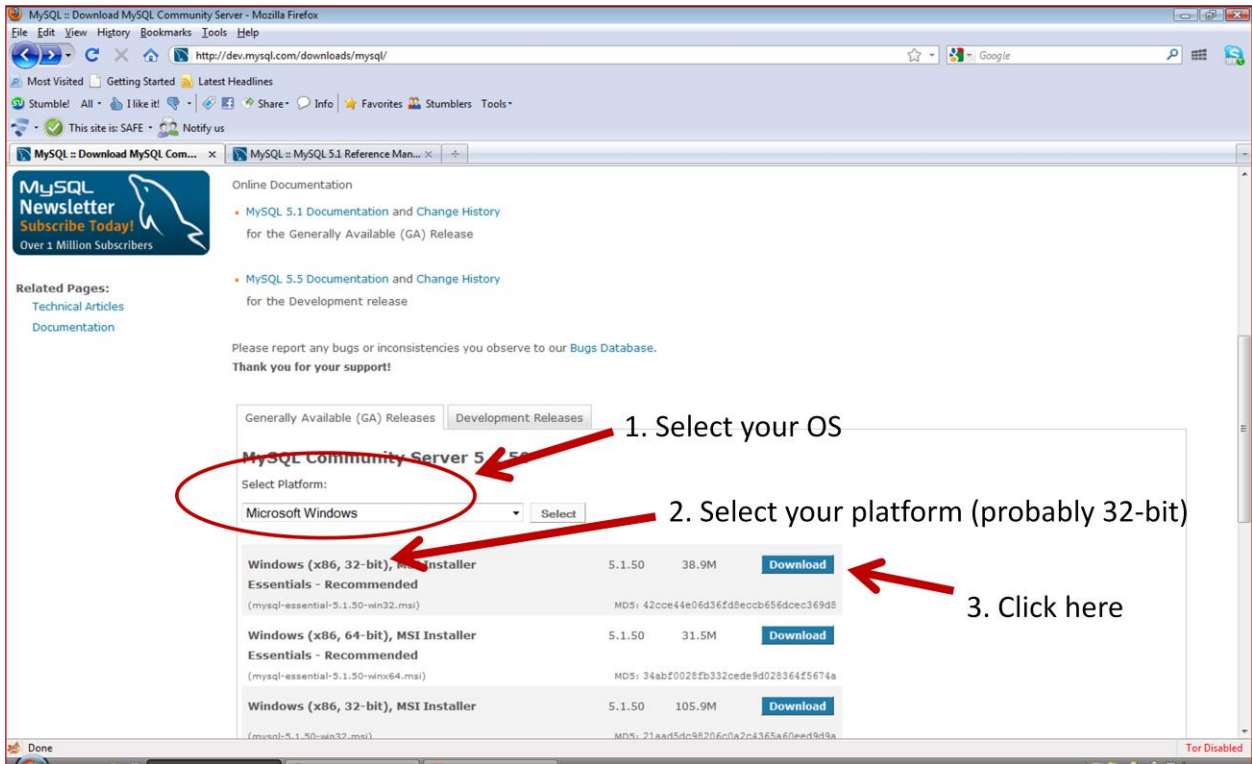 MySQL :: Download MySQL Community Server - Mozilla Firefox
File Edit View History Bookmarks Tools Help
http://dev.mysql.com/downloads/mysql/
Google
Most Visited Getting Started Latest Headlines
Stumble! All I like it! Share Info Favorites Stumblers Tools
This site is: SAFE Notify us
MySQL :: Download MySQL Com... MySQL :: MySQL 5.1 Reference Man...
MySQL
Newsletter
Subscribe Today!
Over 1 Million Subscribers
Related Pages:
Technical Articles
Documentation
Online Documentation
MySQL 5.1 Documentation and Change History
for the Generally Available (GA) Release
MySQL 5.5 Documentation and Change History
for the Development release
Please report any bugs or inconsistencies you observe to our Bugs Database.
Thank you for your support!
Generally Available (GA) Releases Development Releases
1. Select your OS
MySQL Community Server
Select Platform:
Microsoft Windows Select
2. Select your platform (probably 32-bit)
Windows (x86, 32-bit), MSI Installer 5.1.50 38.9M Download
Essentials - Recommended
(mysql-essential-5.1.50-win32.msi) MD5: 42cce44e06d36fd8eccb656dcec369d8
3. Click here
Windows (x86, 64-bit), MSI Installer 5.1.50 31.5M Download
Essentials - Recommended
(mysql-essential-5.1.50-winx64.msi) MD5: 34abf0028fb332cede9d028364f5674a
Windows (x86, 32-bit), MSI Installer 5.1.50 105.9M Download
(mysql-5.1.50-win32.msi) MD5: 21aad5dc98206c0a2c4365a60eed9d9a
Done Tor Disabled